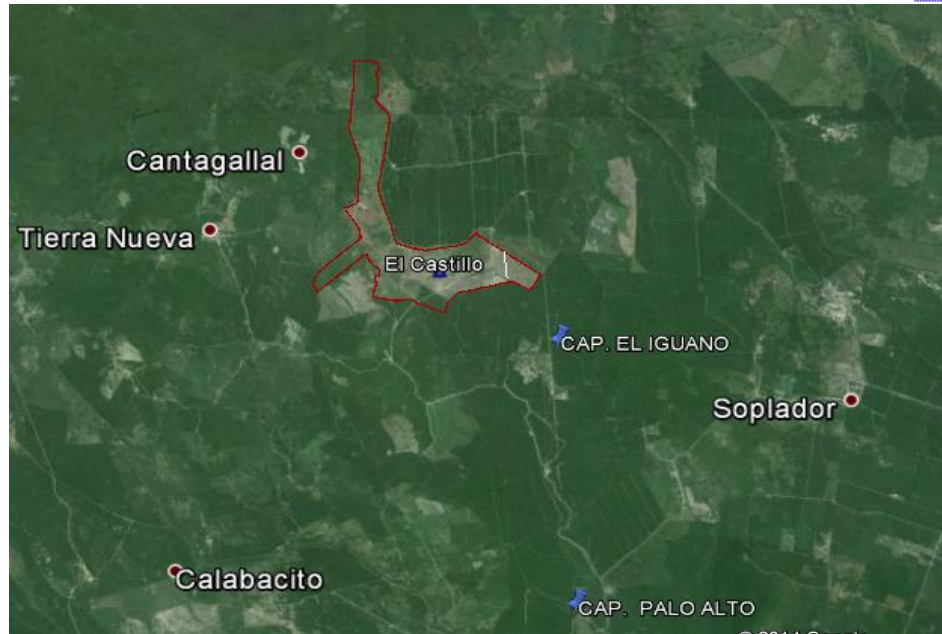 Cantagallal
Tierra Nueva
El Castillo
CAP. EL IGUANO
Soplador
Calabacito
CAP. PALO ALTO